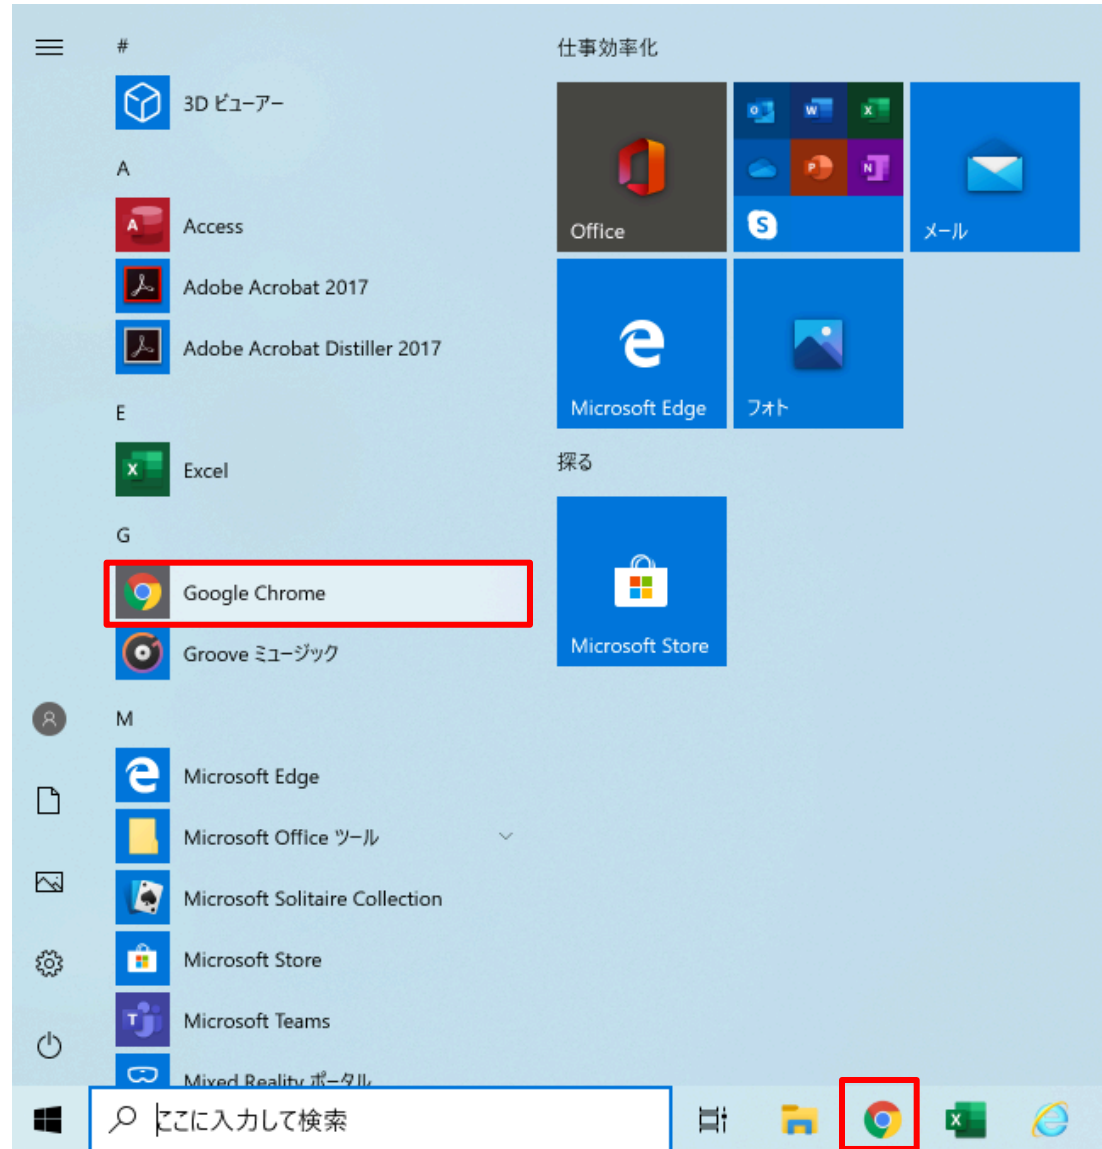 #
3D ビューアー
A
Access
Adobe Acrobat 2017
Adobe Acrobat Distiller 2017
E
Excel
G
Google Chrome
Groove ミュージック
M
Microsoft Edge
Microsoft Office ツール
Microsoft Solitaire Collection
Microsoft Store
Microsoft Teams
Mixed Reality ポータル
仕事効率化
Office
メール
Microsoft Edge
フォト
探る
Microsoft Store
ここに入力して検索